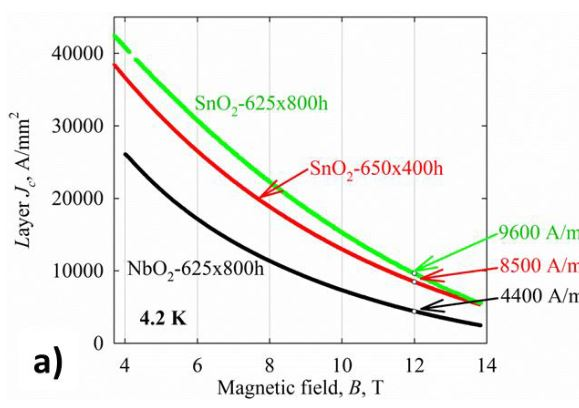 40000
30000
20000
10000
0
Layer J_c, A/mm²
SnO₂-625x800h
SnO₂-650x400h
NbO₂-625x800h
9600 A/m
8500 A/m
4400 A/m
4.2 K
a)
4 6 8 10 12 14
Magnetic field, B, T